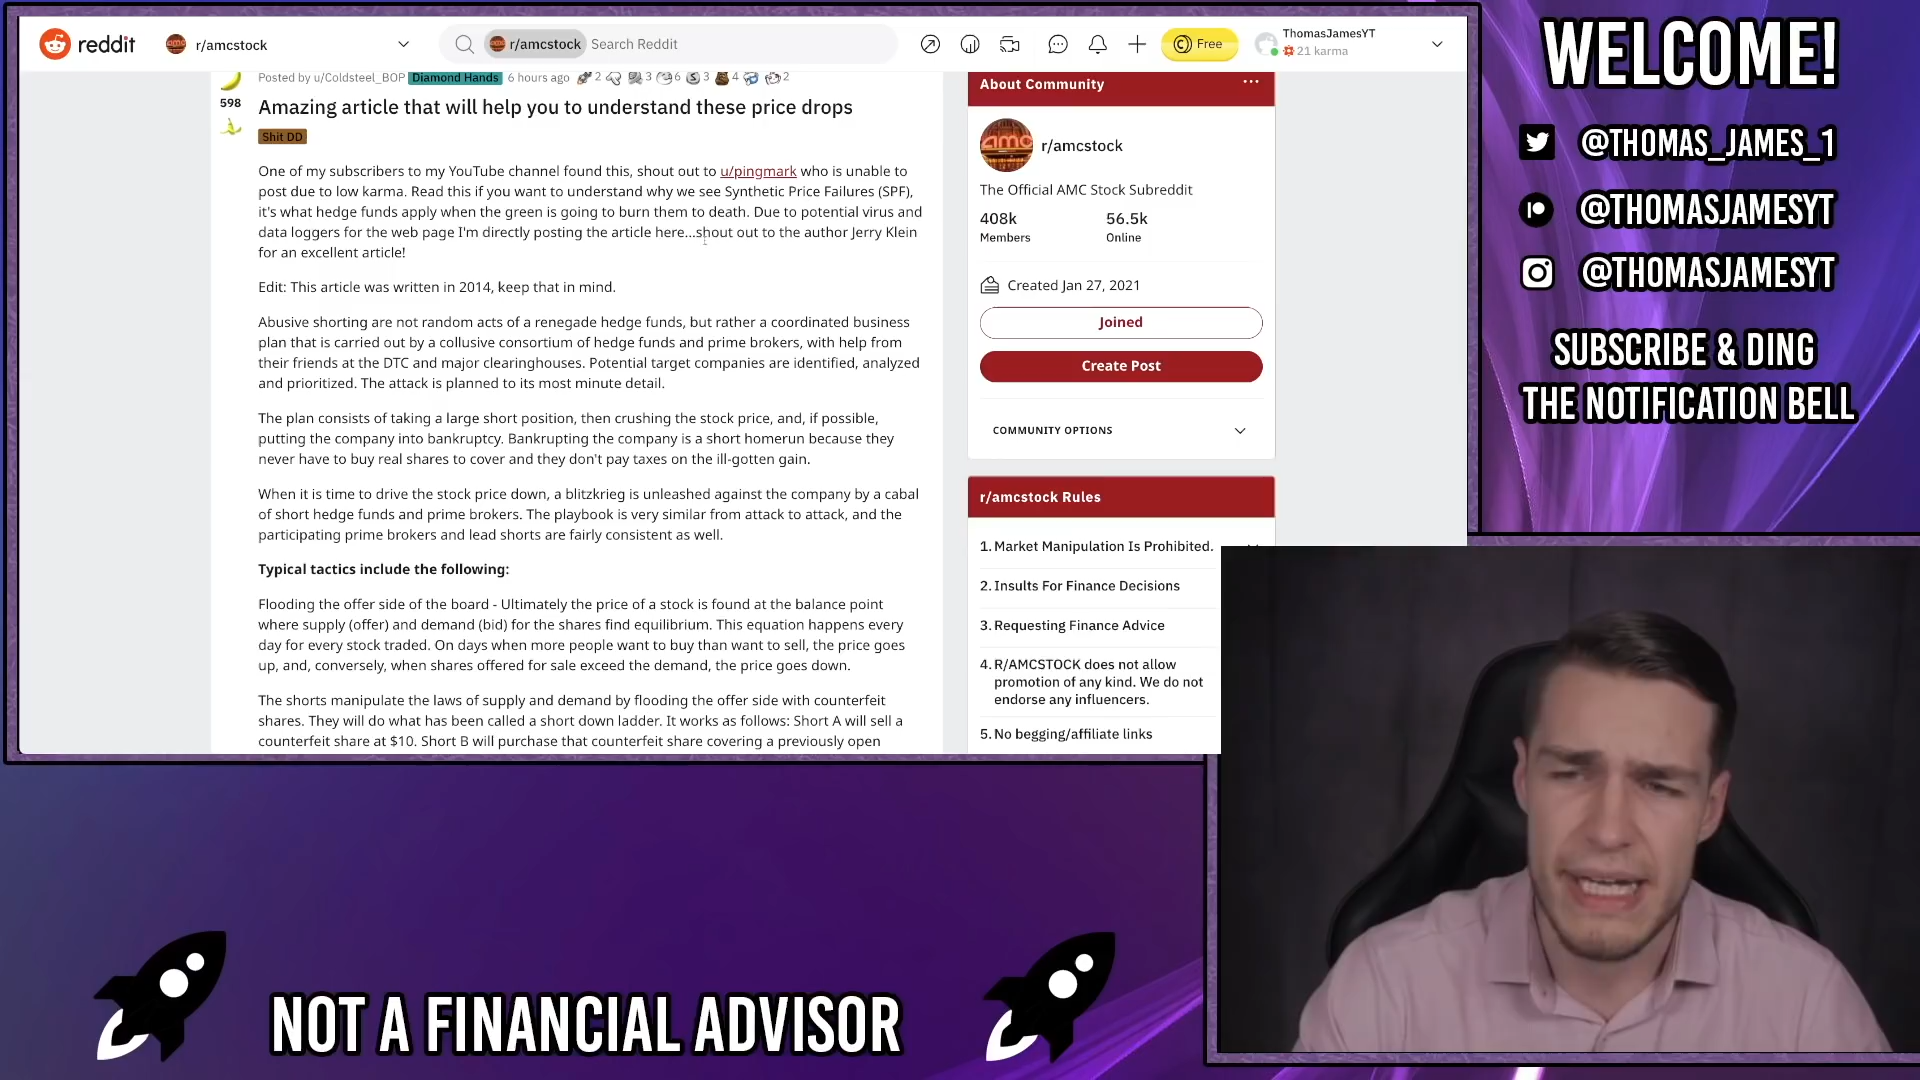 reddit
r/amcstock
r/amcstock Search Reddit
Free
ThomasJamesYT
21 karma
Posted by u/Coldsteel_BOP Diamond Hands 6 hours ago 2 3 6 3 4 2
598
Amazing article that will help you to understand these price drops
Shit DD
One of my subscribers to my YouTube channel found this, shout out to u/pingmark who is unable to
post due to low karma. Read this if you want to understand why we see Synthetic Price Failures (SPF),
it's what hedge funds apply when the green is going to burn them to death. Due to potential virus and
data loggers for the web page I'm directly posting the article here...shout out to the author Jerry Klein
for an excellent article!
Edit: This article was written in 2014, keep that in mind.
Abusive shorting are not random acts of a renegade hedge funds, but rather a coordinated business
plan that is carried out by a collusive consortium of hedge funds and prime brokers, with help from
their friends at the DTC and major clearinghouses. Potential target companies are identified, analyzed
and prioritized. The attack is planned to its most minute detail.
The plan consists of taking a large short position, then crushing the stock price, and, if possible,
putting the company into bankruptcy. Bankrupting the company is a short homerun because they
never have to buy real shares to cover and they don't pay taxes on the ill-gotten gain.
When it is time to drive the stock price down, a blitzkrieg is unleashed against the company by a cabal
of short hedge funds and prime brokers. The playbook is very similar from attack to attack, and the
participating prime brokers and lead shorts are fairly consistent as well.
Typical tactics include the following:
Flooding the offer side of the board - Ultimately the price of a stock is found at the balance point
where supply (offer) and demand (bid) for the shares find equilibrium. This equation happens every
day for every stock traded. On days when more people want to buy than want to sell, the price goes
up, and, conversely, when shares offered for sale exceed the demand, the price goes down.
The shorts manipulate the laws of supply and demand by flooding the offer side with counterfeit
shares. They will do what has been called a short down ladder. It works as follows: Short A will sell a
counterfeit share at $10. Short B will purchase that counterfeit share covering a previously open
About Community
amc
r/amcstock
The Official AMC Stock Subreddit
408k 56.5k
Members Online
Created Jan 27, 2021
Joined
Create Post
COMMUNITY OPTIONS
r/amcstock Rules
1. Market Manipulation Is Prohibited.
2. Insults For Finance Decisions
3. Requesting Finance Advice
4. R/AMCSTOCK does not allow
promotion of any kind. We do not
endorse any influencers.
5. No begging/affiliate links
WELCOME!
@THOMAS_JAMES_1
@THOMASJAMESYT
@THOMASJAMESYT
SUBSCRIBE & DING
THE NOTIFICATION BELL
NOT A FINANCIAL ADVISOR